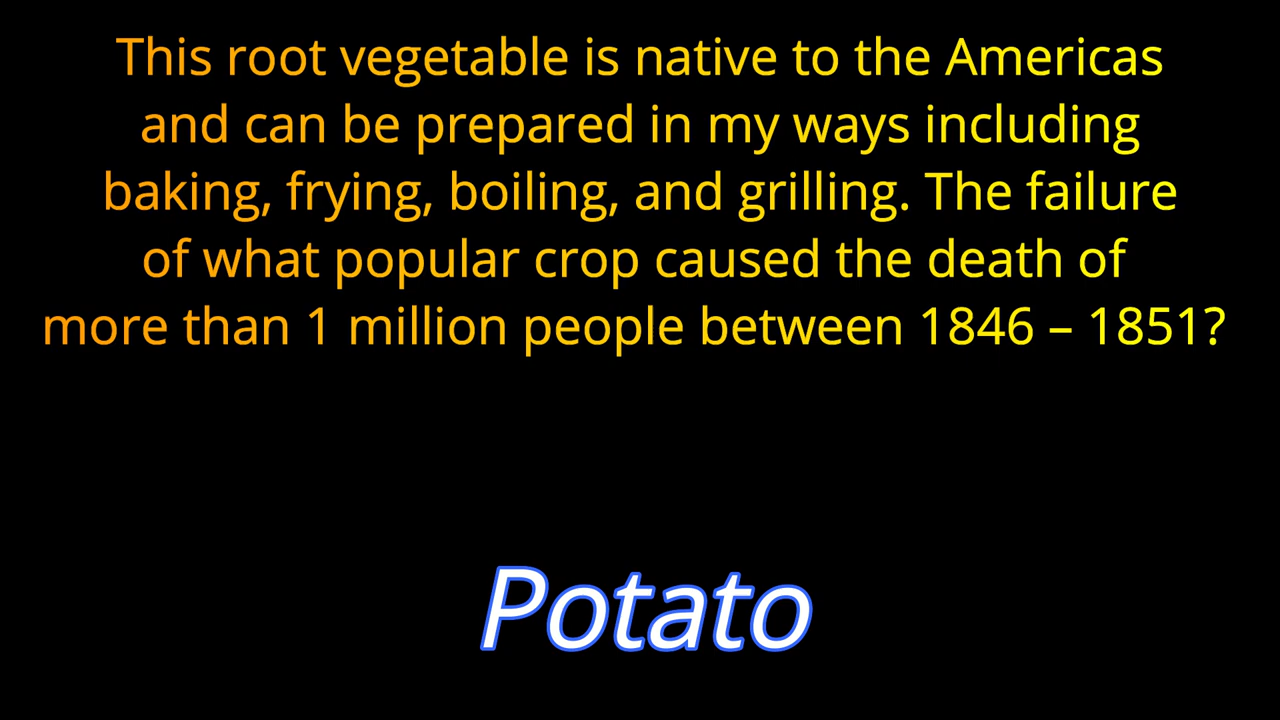 This root vegetable is native to the Americas
and can be prepared in my ways including
baking, frying, boiling, and grilling. The failure
of what popular crop caused the death of
more than 1 million people between 1846 – 1851?
Potato